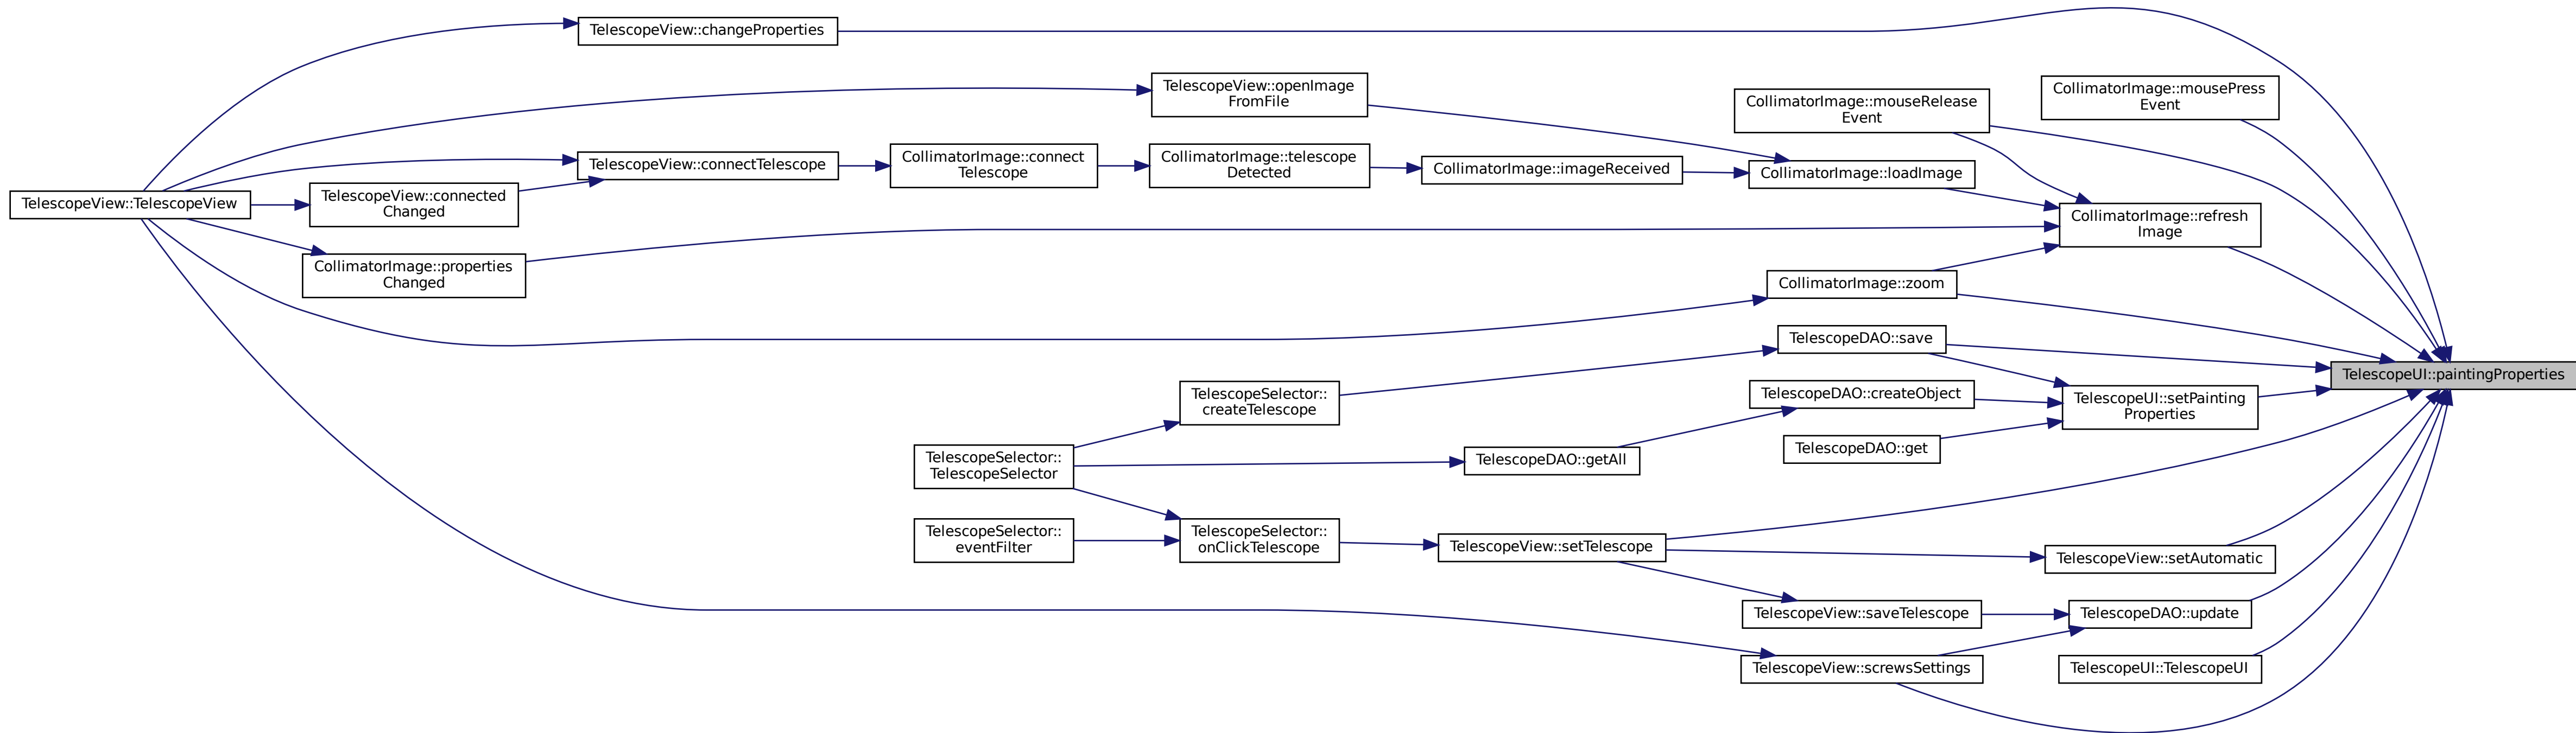 TelescopeView::changeProperties
TelescopeView::openImage
FromFile
CollimatorImage::mousePress
Event
CollimatorImage::mouseRelease
Event
TelescopeView::connectTelescope
CollimatorImage::connect
Telescope
CollimatorImage::telescope
Detected
CollimatorImage::imageReceived
CollimatorImage::loadImage
TelescopeView::TelescopeView
TelescopeView::connected
Changed
CollimatorImage::refresh
Image
CollimatorImage::properties
Changed
CollimatorImage::zoom
TelescopeDAO::save
TelescopeUI::paintingProperties
TelescopeSelector::
createTelescope
TelescopeDAO::createObject
TelescopeUI::setPainting
Properties
TelescopeSelector::
TelescopeSelector
TelescopeDAO::getAll
TelescopeDAO::get
TelescopeSelector::
eventFilter
TelescopeSelector::
onClickTelescope
TelescopeView::setTelescope
TelescopeView::setAutomatic
TelescopeView::saveTelescope
TelescopeDAO::update
TelescopeView::screwsSettings
TelescopeUI::TelescopeUI